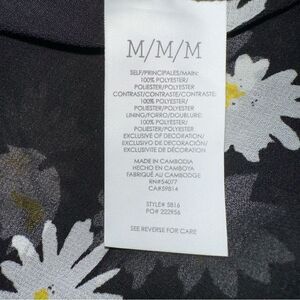 M/M/M
SELF/PRINCIPALES/MAIN:
100% POLYESTER/
POLIESTER/POLYESTER
CONTRAST/CONTRASTE/CONTRASTE:
100% POLYESTER/
POLIESTER/POLYESTER
LINING/FORRO/DOUBLURE:
100% POLYESTER/
POLIESTER/POLYESTER
EXCLUSIVE OF DECORATION/
EXCLUSIVO DE DECORACIÓN/
EXCLUSIVITE DE DÉCORATION
MADE IN CAMBODIA
HECHO EN CAMBOYA
FABRIQUÉ AU CAMBODGE
RN#54077
CA#59814
STYLE# 5816
PO# 222956
SEE REVERSE FOR CARE